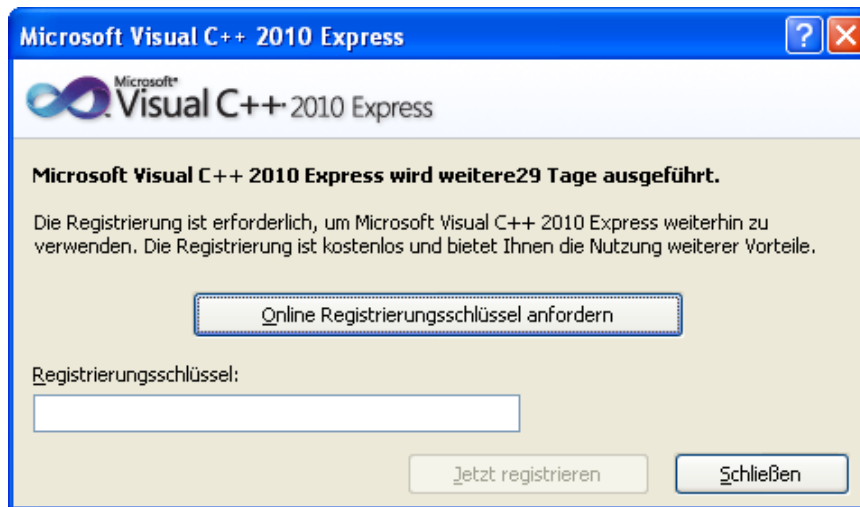 Microsoft Visual C++ 2010 Express
Microsoft®
Visual C++ 2010 Express
Microsoft Visual C++ 2010 Express wird weitere29 Tage ausgeführt.
Die Registrierung ist erforderlich, um Microsoft Visual C++ 2010 Express weiterhin zu
verwenden. Die Registrierung ist kostenlos und bietet Ihnen die Nutzung weiterer Vorteile.
Online Registrierungsschlüssel anfordern
Registrierungsschlüssel:
Jetzt registrieren
Schließen